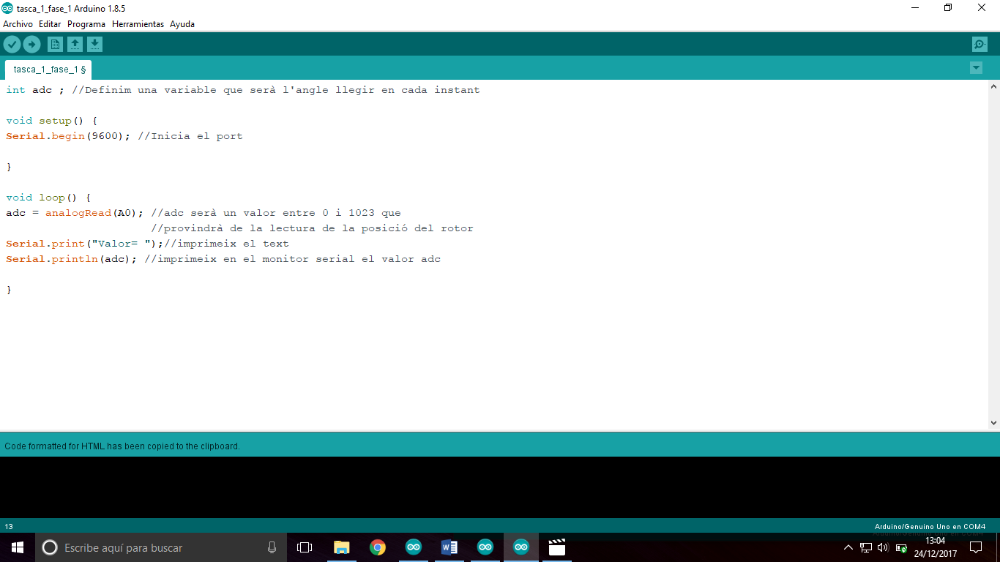 tasca_1_fase_1 Arduino 1.8.5
Archivo Editar Programa Herramientas Ayuda
tasca_1_fase_1 §
int adc ; //Definim una variable que serà l'angle llegir en cada instant
void setup() {
Serial.begin(9600); //Inicia el port
}
void loop() {
adc = analogRead(A0); //adc serà un valor entre 0 i 1023 que
//provindrà de la lectura de la posició del rotor
Serial.print("Valor= ");//imprimeix el text
Serial.println(adc); //imprimeix en el monitor serial el valor adc
}
Code formatted for HTML has been copied to the clipboard.
13
Arduino/Genuino Uno en COM4
Escribe aquí para buscar
13:04
24/12/2017